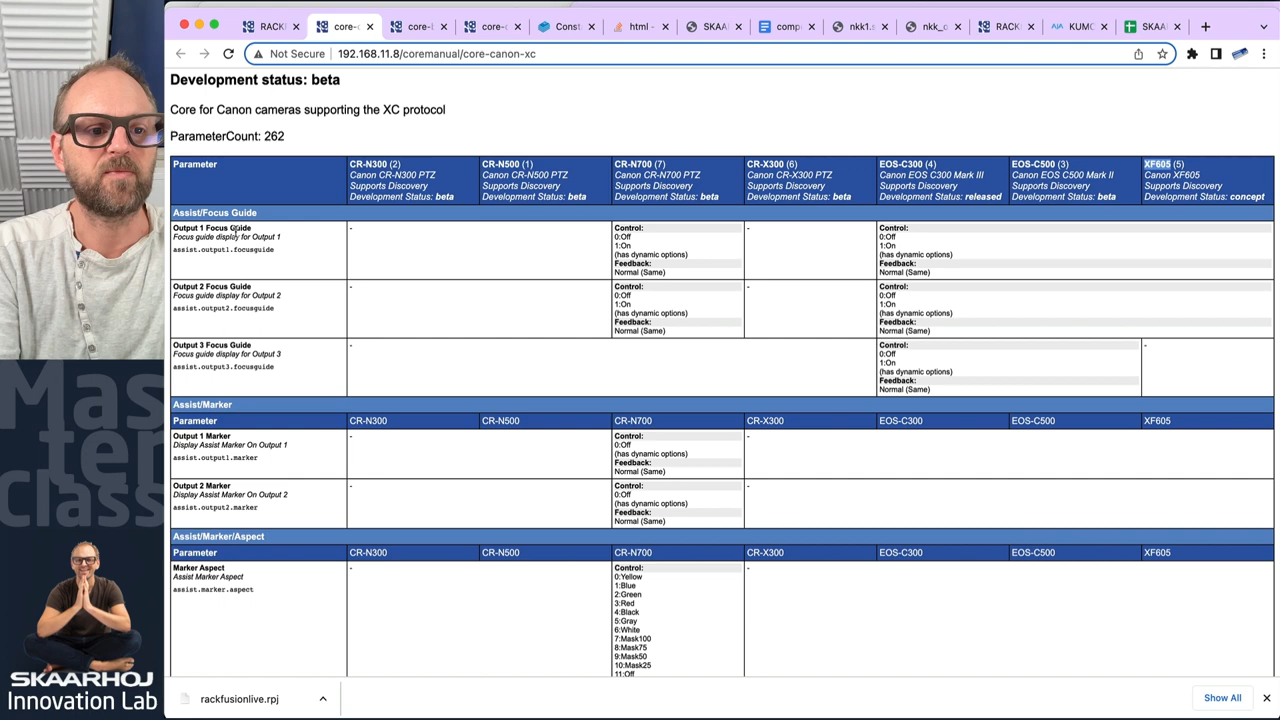 RACK
core-c
core-l
core-c
Const
html -
SKAA
comp
nkk1.s
nkk_c
RACK
KUMO
SKAA
Not Secure
192.168.11.8/coremanual/core-canon-xc
Development status: beta
Core for Canon cameras supporting the XC protocol
ParameterCount: 262
Parameter
CR-N300 (2)
Canon CR-N300 PTZ
Supports Discovery
Development Status: beta
CR-N500 (1)
Canon CR-N500 PTZ
Supports Discovery
Development Status: beta
CR-N700 (7)
Canon CR-N700 PTZ
Supports Discovery
Development Status: beta
CR-X300 (6)
Canon CR-X300 PTZ
Supports Discovery
Development Status: beta
EOS-C300 (4)
Canon EOS C300 Mark III
Supports Discovery
Development Status: released
EOS-C500 (3)
Canon EOS C500 Mark II
Supports Discovery
Development Status: beta
XF605 (5)
Canon XF605
Supports Discovery
Development Status: concept
Assist/Focus Guide
Output 1 Focus Guide
Focus guide display for Output 1
assist.output1.focusguide
-
Control:
0:Off
1:On
(has dynamic options)
Feedback:
Normal (Same)
-
Control:
0:Off
1:On
(has dynamic options)
Feedback:
Normal (Same)
Output 2 Focus Guide
Focus guide display for Output 2
assist.output2.focusguide
-
Control:
0:Off
1:On
(has dynamic options)
Feedback:
Normal (Same)
-
Control:
0:Off
1:On
(has dynamic options)
Feedback:
Normal (Same)
Output 3 Focus Guide
Focus guide display for Output 3
assist.output3.focusguide
-
Control:
0:Off
1:On
(has dynamic options)
Feedback:
Normal (Same)
-
Assist/Marker
Parameter CR-N300 CR-N500 CR-N700 CR-X300 EOS-C300 EOS-C500 XF605
Output 1 Marker
Display Assist Marker On Output 1
assist.output1.marker
-
Control:
0:Off
(has dynamic options)
Feedback:
Normal (Same)
-
Output 2 Marker
Display Assist Marker On Output 2
assist.output2.marker
-
Control:
0:Off
(has dynamic options)
Feedback:
Normal (Same)
-
Assist/Marker/Aspect
Parameter CR-N300 CR-N500 CR-N700 CR-X300 EOS-C300 EOS-C500 XF605
Marker Aspect
Assist Marker Aspect
assist.marker.aspect
-
Control:
0:Yellow
1:Blue
2:Green
3:Red
4:Black
5:Gray
6:White
7:Mask100
8:Mask75
9:Mask50
10:Mask25
11:Off
-
Master
Class
SKAARHOJ
Innovation Lab
rackfusionlive.rpj
Show All